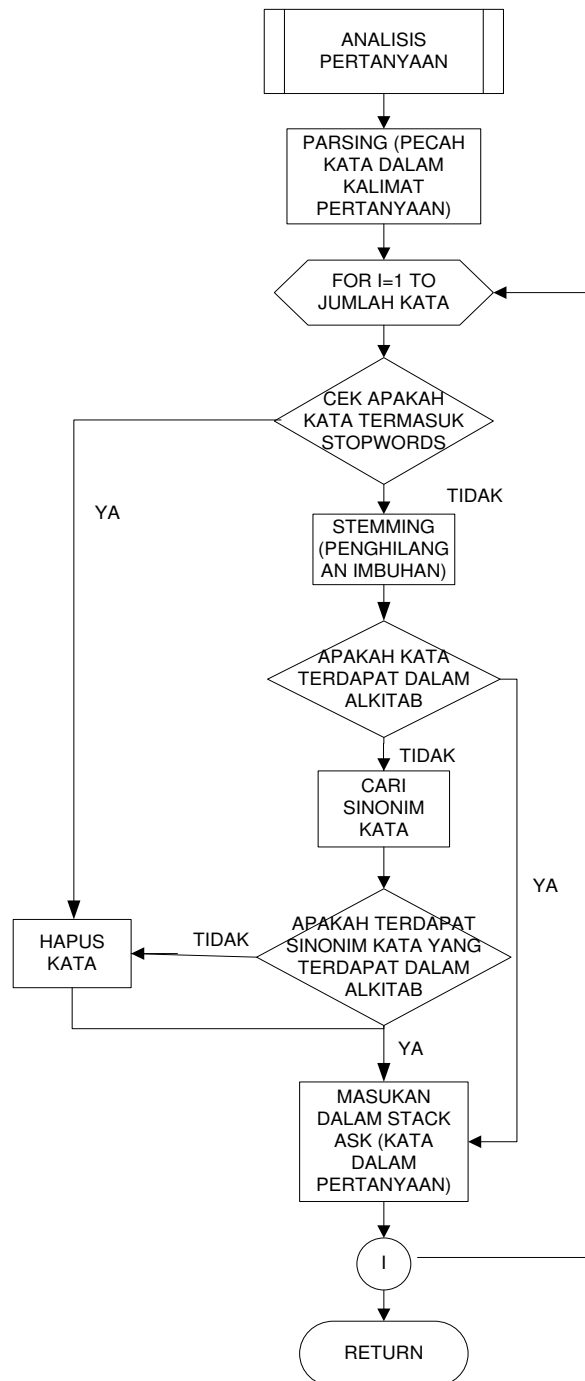 ANALISIS
PERTANYAAN
PARSING (PECAH
KATA DALAM
KALIMAT
PERTANYAAN)
FOR I=1 TO
JUMLAH KATA
CEK APAKAH
KATA TERMASUK
STOPWORDS
TIDAK
YA
STEMMING
(PENGHILANG
AN IMBUHAN)
APAKAH KATA
TERDAPAT DALAM
ALKITAB
TIDAK
CARI
SINONIM
KATA
YA
APAKAH TERDAPAT
SINONIM KATA YANG
TERDAPAT DALAM
ALKITAB
TIDAK
HAPUS
KATA
YA
MASUKAN
DALAM STACK
ASK (KATA
DALAM
PERTANYAAN)
I
RETURN